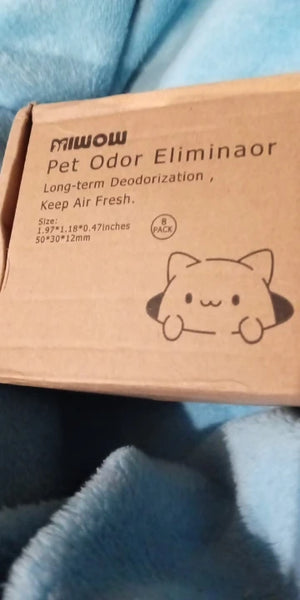 MIWOW
Pet Odor Eliminaor
Long-term Deodorization ,
Keep Air Fresh.
Size:
1.97*1.18*0.47inches
50*30*12mm
8
PACK